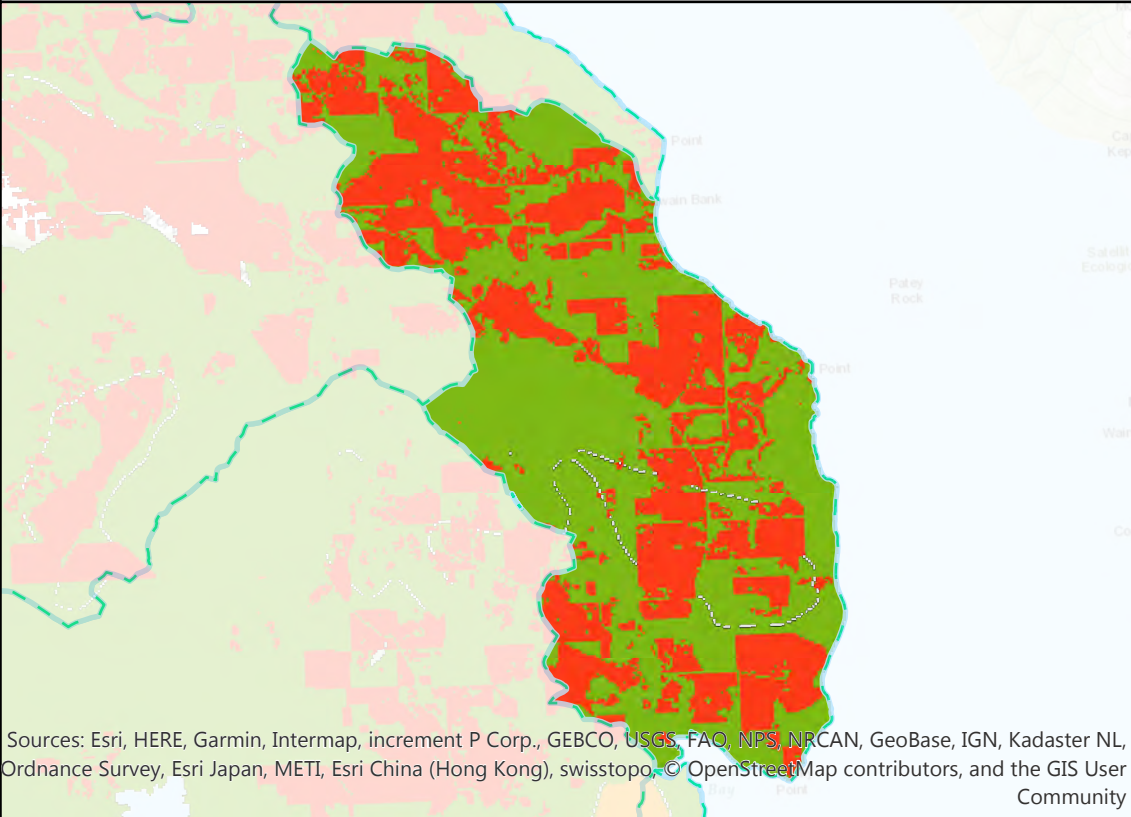 Point
wain Bank
Patey
Rock
Point
Sources: Esri, HERE, Garmin, Intermap, increment P Corp., GEBCO, USGS, FAO, NPS, NRCAN, GeoBase, IGN, Kadaster NL,
Ordnance Survey, Esri Japan, METI, Esri China (Hong Kong), swisstopo, © OpenStreetMap contributors, and the GIS User
Community
Point